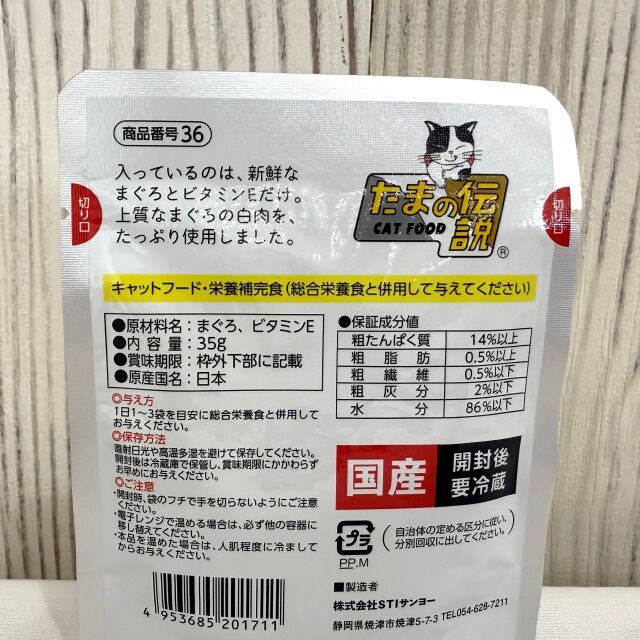 商品番号36
入っているのは、新鮮な
まぐろとビタミンEだけ。
上質なまぐろの白肉を、
たっぷり使用しました。
たまの伝説
CAT FOOD
®
切り口
切り口
キャットフード・栄養補完食（総合栄養食と併用して与えてください）
●原材料名：まぐろ、ビタミンE
●内容量：35g
●賞味期限：枠外下部に記載
●原産国名：日本
●保証成分値
粗たんぱく質 14%以上
粗脂肪 0.5%以上
粗繊維 0.5%以下
粗灰分 2%以下
水分 86%以下
◎与え方
1日1〜3袋を目安に総合栄養食と併用して
お与えください。
◎保存方法
直射日光や高温多湿を避けて保存してください。
開封後は冷蔵庫で保管し、賞味期限にかかわらず
お早めにお与えください。
◎ご注意
・開封時、袋のフチで手を切らないようにご注意
ください。
・電子レンジで温める場合は、必ず他の容器に
移し替えてください。
・本品を温めた場合は、人肌程度に冷まして
からお与えください。
国産
開封後
要冷蔵
プラ
PP,M
（自治体の定める区分に従い、
分別回収に出してください。）
■製造者
株式会社STIサンヨー
静岡県焼津市焼津5-7-3 TEL054-628-7211
4 953685 201711